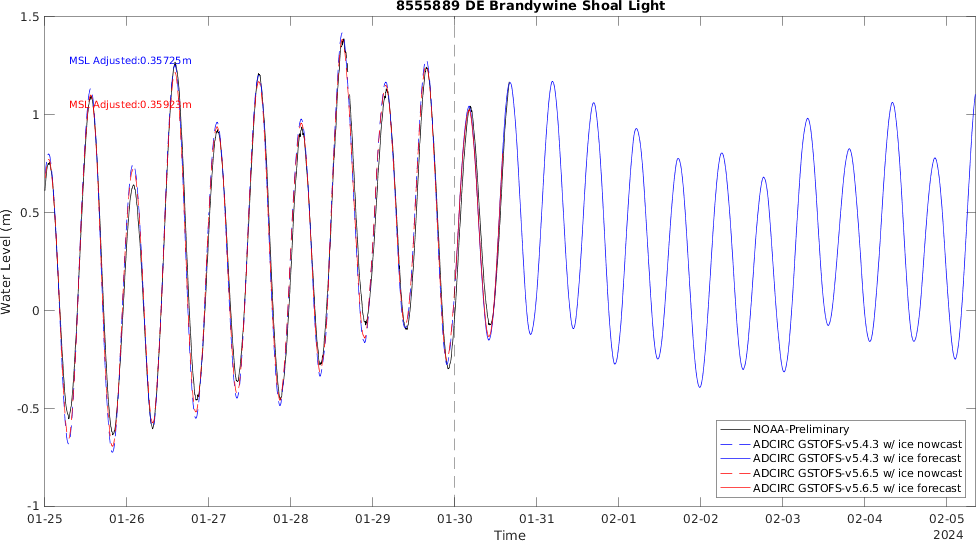 8555889 DE Brandywine Shoal Light
1.5
1
0.5
0
-0.5
-1
Water Level (m)
MSL Adjusted:0.35725m
MSL Adjusted:0.35923m
NOAA-Preliminary
ADCIRC GSTOFS-v5.4.3 w/ ice nowcast
ADCIRC GSTOFS-v5.4.3 w/ ice forecast
ADCIRC GSTOFS-v5.6.5 w/ ice nowcast
ADCIRC GSTOFS-v5.6.5 w/ ice forecast
01-25 01-26 01-27 01-28 01-29 01-30 01-31 02-01 02-02 02-03 02-04 02-05
Time
2024